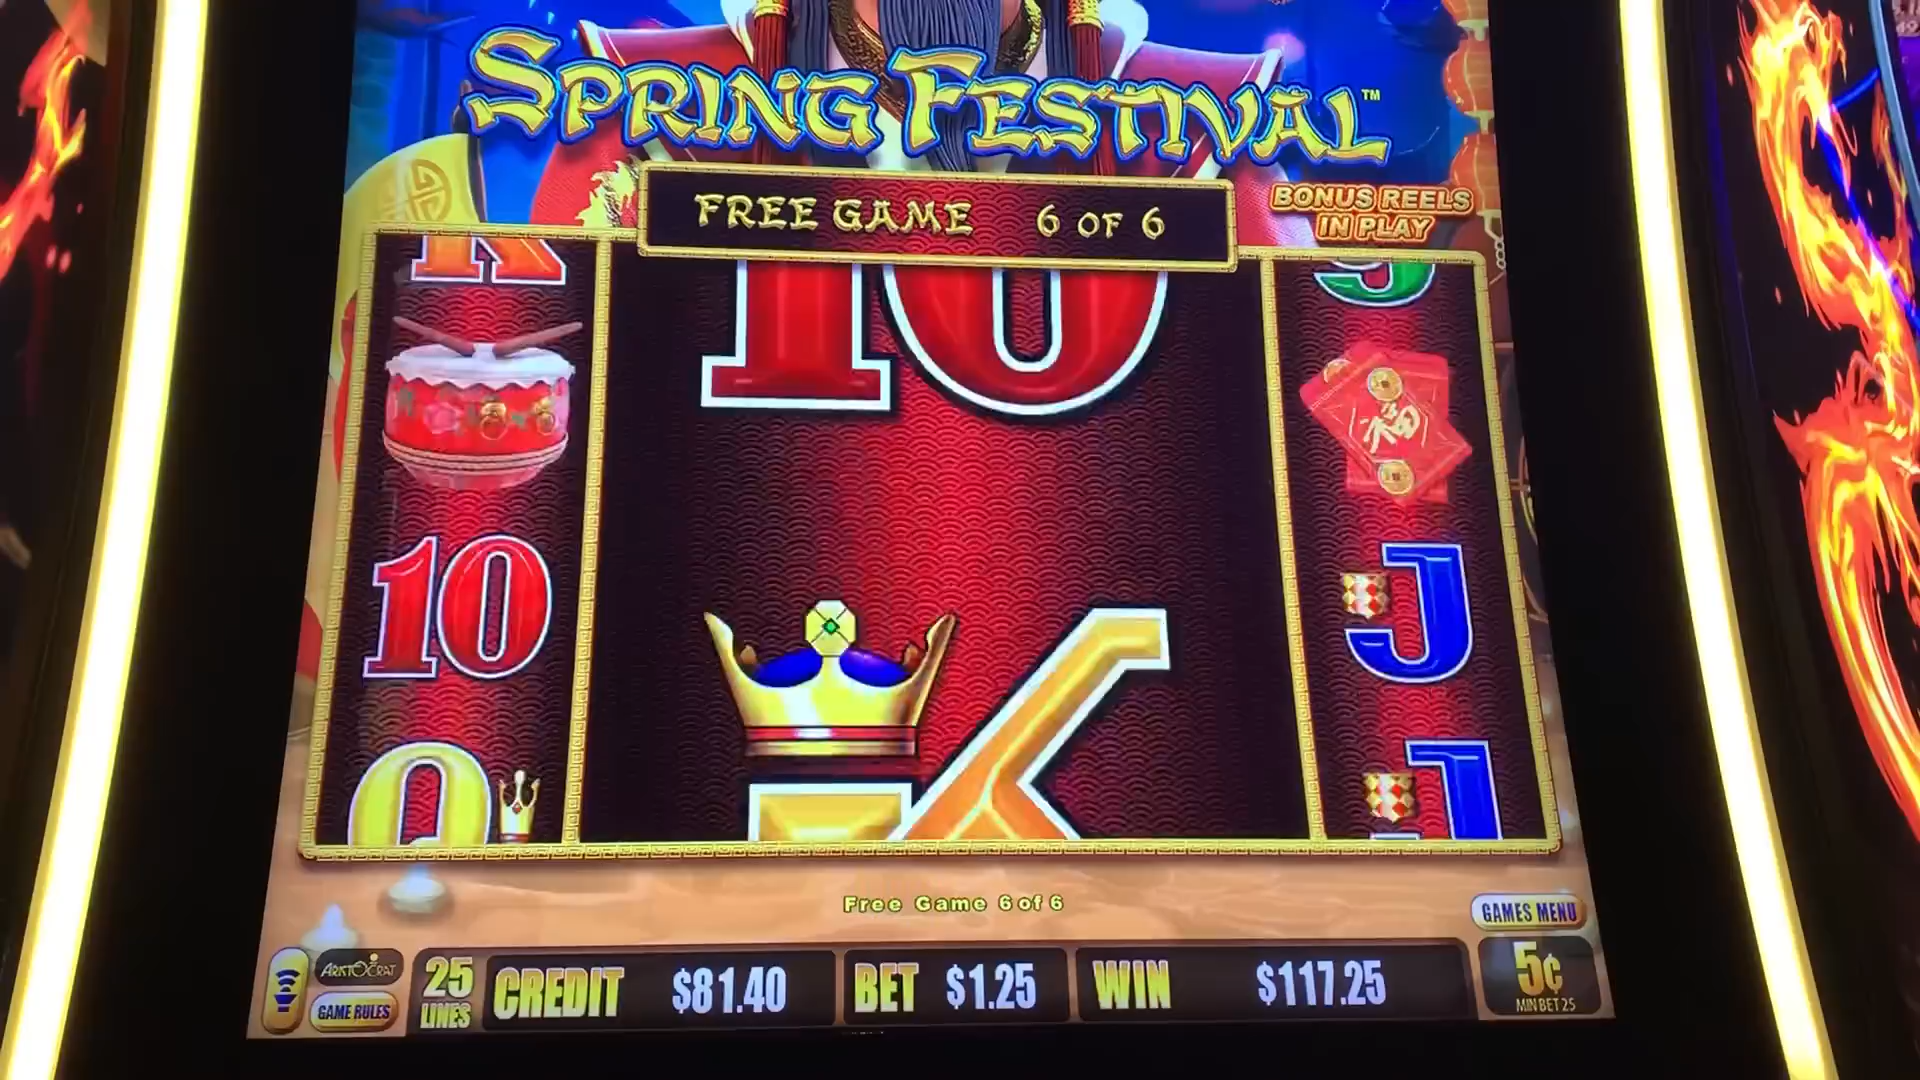 SPRING FESTIVAL™
FREE GAME 6 OF 6
BONUS REELS
IN PLAY
K
10
9
福
10
J
Q
K
J
Free Game 6 of 6
GAMES MENU
ARISTOCRAT
GAME RULES
25
LINES
CREDIT $81.40
BET $1.25
WIN $117.25
5¢
MIN BET 25